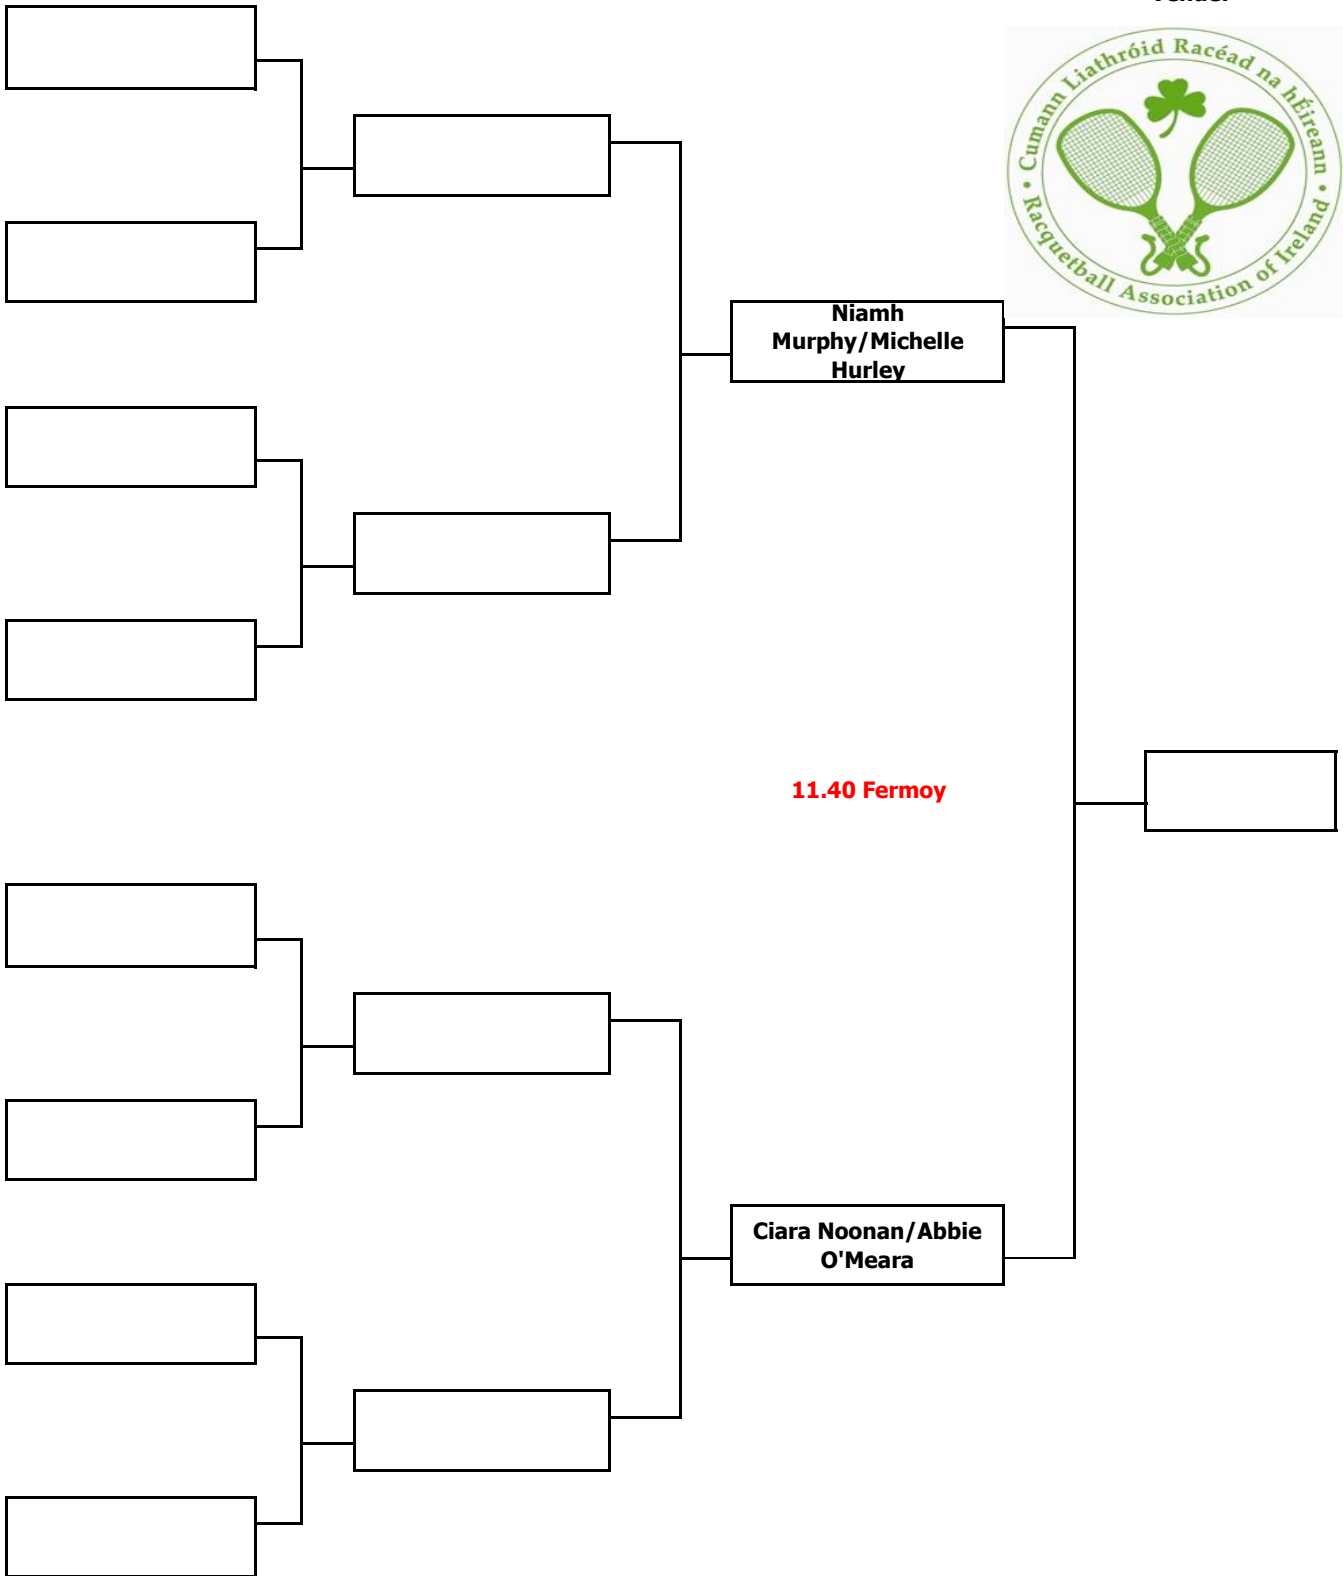 Cumann Liathróid Racéad na hÉireann
Racquetball Association of Ireland
Niamh
Murphy/Michelle
Hurley
11.40 Fermoy
Ciara Noonan/Abbie
O'Meara